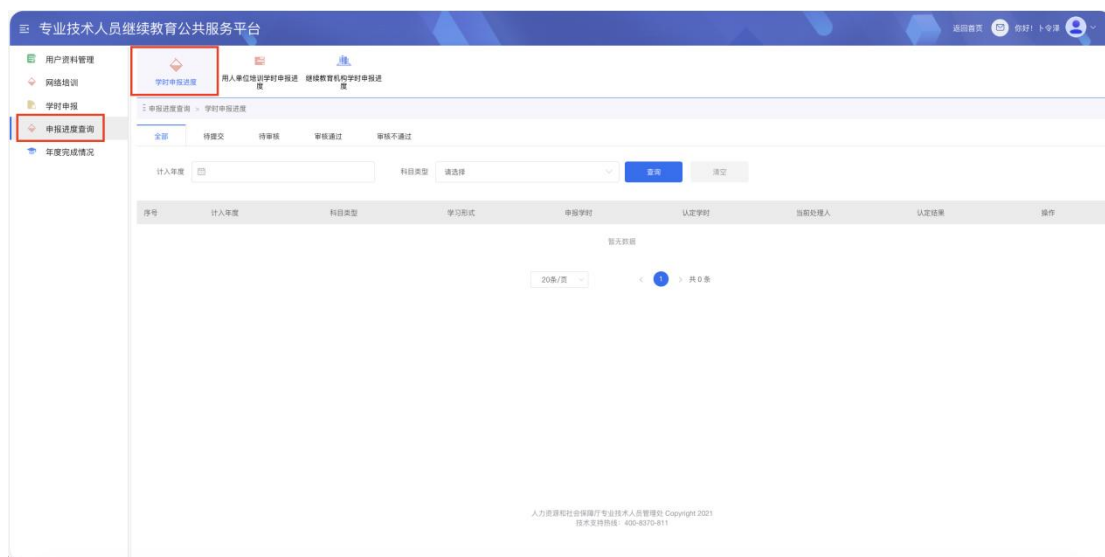 专业技术人员继续教育公共服务平台
返回首页 你好! 卜令泽
用户资料管理
网络培训
学时申报
申报进度查询
年度完成情况
学时申报进度
用人单位培训学时申报进度
继续教育机构学时申报进度
申报进度查询 > 学时申报进度
全部 待提交 待审核 审核通过 审核不通过
计入年度 科目类型 请选择 查询 清空
序号 计入年度 科目类型 学习形式 申报学时 认定学时 当前处理人 认定结果 操作
暂无数据
20条/页 < 1 > 共 0 条
人力资源和社会保障厅专业技术人员管理处 Copyright 2021
技术支持热线: 400-8370-811